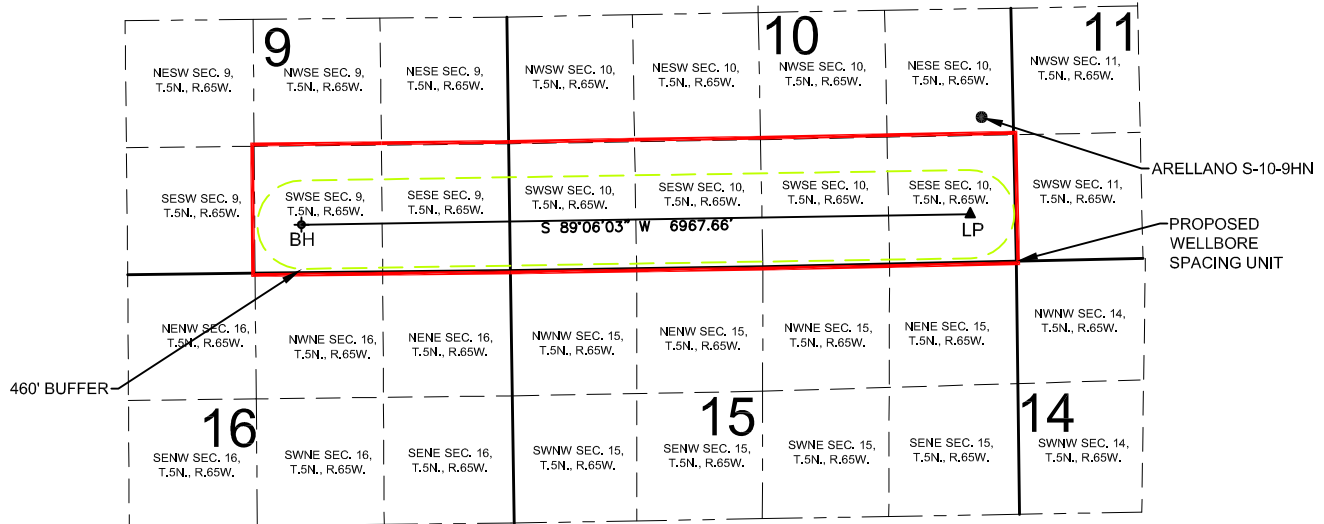 9
10
11
NESW SEC. 9,
T.5N., R.65W.
NWSE SEC. 9,
T.5N., R.65W.
NESE SEC. 9,
T.5N., R.65W.
NWSW SEC. 10,
T.5N., R.65W.
NESW SEC. 10,
T.5N., R.65W.
NWSE SEC. 10,
T.5N., R.65W.
NESE SEC. 10,
T.5N., R.65W.
NWSW SEC. 11,
T.5N., R.65W.
ARELLANO S-10-9HN
SESW SEC. 9,
T.5N., R.65W.
SWSE SEC. 9,
T.5N., R.65W.
SESE SEC. 9,
T.5N., R.65W.
SWSW SEC. 10,
T.5N., R.65W.
SESW SEC. 10,
T.5N., R.65W.
SWSE SEC. 10,
T.5N., R.65W.
SESE SEC. 10,
T.5N., R.65W.
SWSW SEC. 11,
T.5N., R.65W.
BH
S 89°06'03" W 6967.66'
LP
PROPOSED
WELLBORE
SPACING UNIT
NENW SEC. 16,
T.5N., R.65W.
NWNE SEC. 16,
T.5N., R.65W.
NENE SEC. 16,
T.5N., R.65W.
NWNW SEC. 15,
T.5N., R.65W.
NENW SEC. 15,
T.5N., R.65W.
NWNE SEC. 15,
T.5N., R.65W.
NENE SEC. 15,
T.5N., R.65W.
NWNW SEC. 14,
T.5N., R.65W.
460' BUFFER
16
15
14
SENW SEC. 16,
T.5N., R.65W.
SWNE SEC. 16,
T.5N., R.65W.
SENE SEC. 16,
T.5N., R.65W.
SWNW SEC. 15,
T.5N., R.65W.
SENW SEC. 15,
T.5N., R.65W.
SWNE SEC. 15,
T.5N., R.65W.
SENE SEC. 15,
T.5N., R.65W.
SWNW SEC. 14,
T.5N., R.65W.